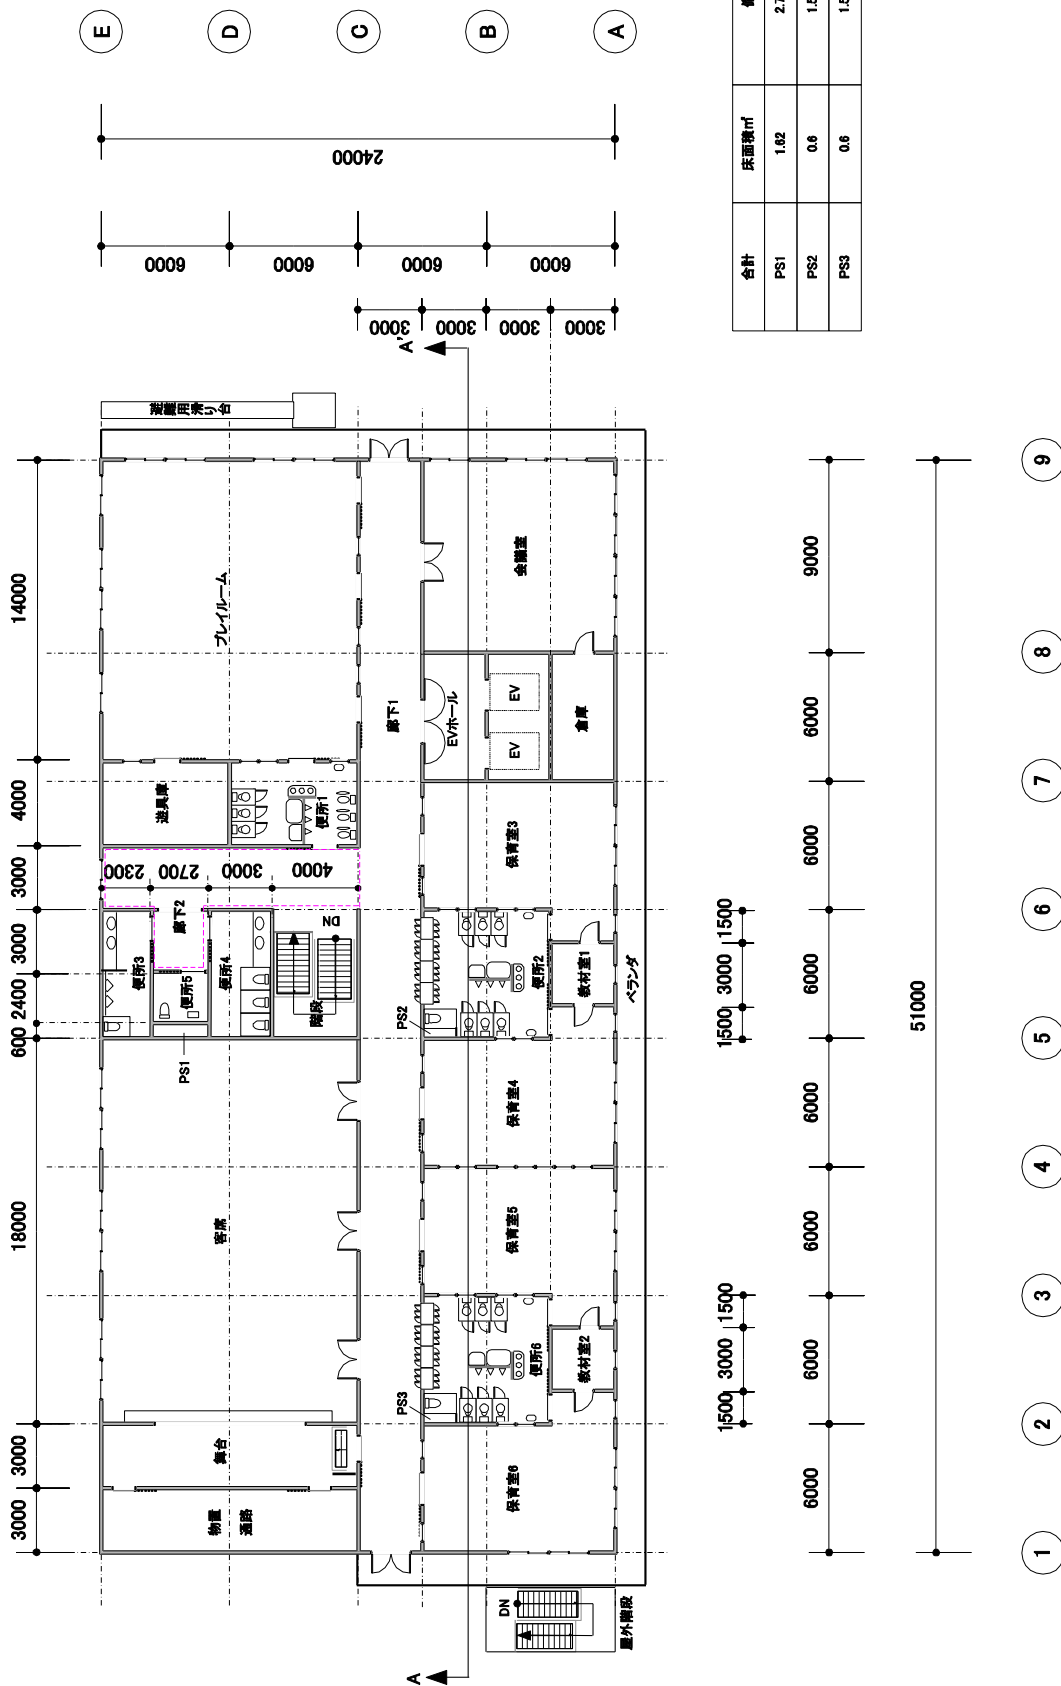 E
D
C
B
A
24000
6000
6000
6000
6000
3000
3000
3000
3000
A'
A
合計
床面積㎡
PS1
1.62
PS2
0.6
PS3
0.6
避難用滑り台
14000
4000
3000
3000
2400
600
18000
3000
3000
2300
2700
3000
4000
プレイルーム
遊具庫
便所1
廊下1
廊下2
便所3
便所5
便所4
階段
DN
PS1
客席
舞台
物置
通路
会議室
EVホール
EV
EV
倉庫
保育室3
PS2
便所2
教材室1
ベランダ
保育室4
保育室5
PS3
便所6
教材室2
保育室6
DN
屋外階段
1500
3000
1500
1500
3000
1500
9000
6000
6000
6000
6000
6000
6000
6000
51000
9
8
7
6
5
4
3
2
1